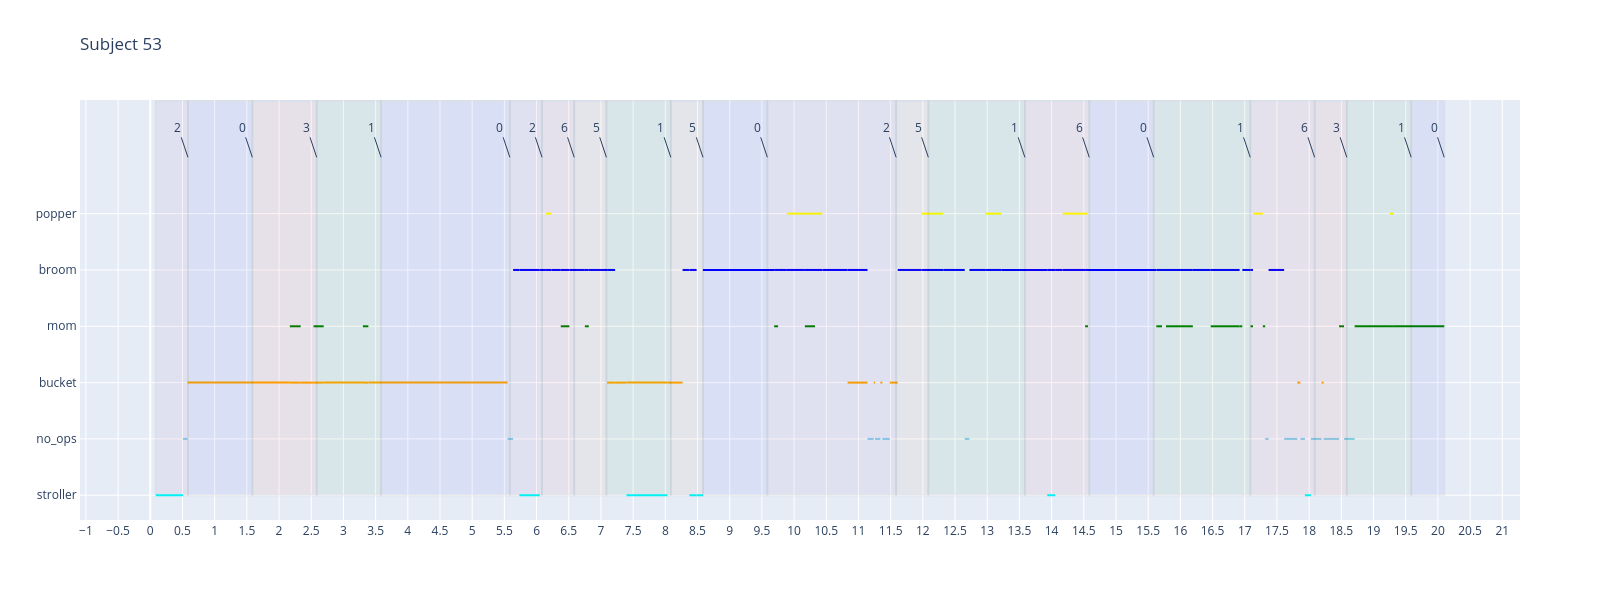 Subject 53
2 0 3 1 0 2 6 5 1 5 0 2 5 1 6 0 1 6 3 1 0
popper
broom
mom
bucket
no_ops
stroller
−1 −0.5 0 0.5 1 1.5 2 2.5 3 3.5 4 4.5 5 5.5 6 6.5 7 7.5 8 8.5 9 9.5 10 10.5 11 11.5 12 12.5 13 13.5 14 14.5 15 15.5 16 16.5 17 17.5 18 18.5 19 19.5 20 20.5 21